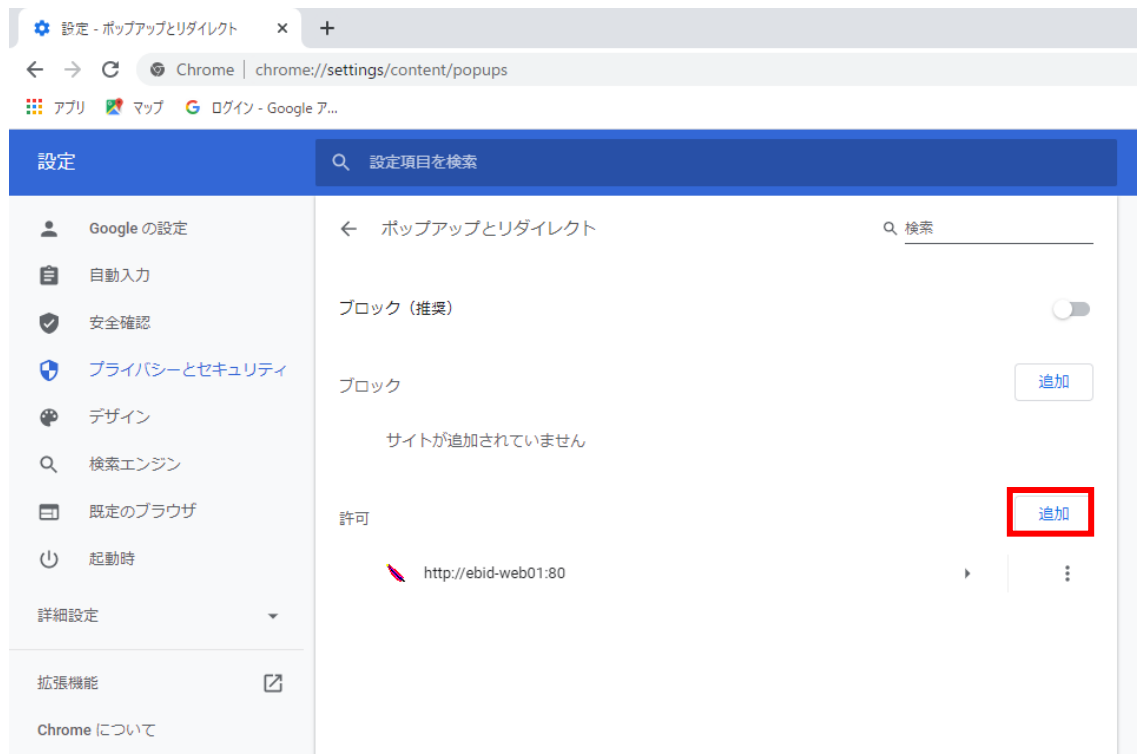 設定 - ポップアップとリダイレクト
Chrome | chrome://settings/content/popups
アプリ マップ ログイン - Google ア...
設定
設定項目を検索
Google の設定
自動入力
安全確認
プライバシーとセキュリティ
デザイン
検索エンジン
既定のブラウザ
起動時
詳細設定
拡張機能
Chrome について
ポップアップとリダイレクト
検索
ブロック（推奨）
ブロック
追加
サイトが追加されていません
許可
追加
http://ebid-web01:80